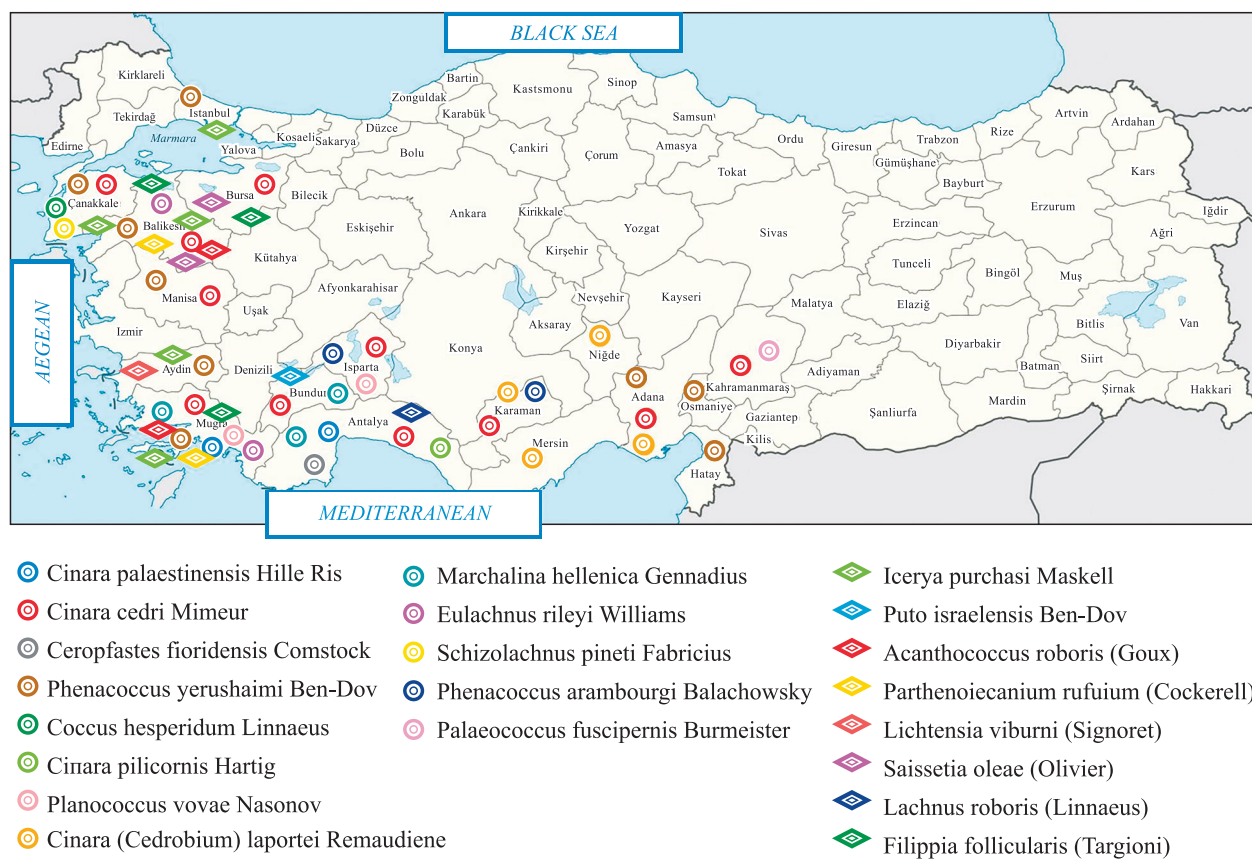 BLACK SEA
Kirklareli
Bartin
Kastsmonu
Sinop
Zonguldak
Karabük
Samsun
Artvin
Ardahan
Tekirdağ
Istanbul
Marmara
Edirne
Yalova
Kosaeli
Sakarya
Düzce
Bolu
Çankiri
Çorum
Amasya
Tokat
Ordu
Giresun
Trabzon
Rize
Gümüşhane
Bayburt
Kars
Iğdir
Ağri
Çanakkale
Bursa
Bilecik
Balikesir
Eskişehir
Ankara
Kirikkale
Kirşehir
Yozgat
Sivas
Erzincan
Erzurum
Kütahya
Tunceli
Bingöl
Muş
Manisa
Uşak
Afyonkarahisar
Nevşehir
Kayseri
Malatya
Elaziğ
Bitlis
Van
AEGEAN
Izmir
Aksaray
Niğde
Konya
Diyarbakir
Siirt
Batman
Hakkari
Şirnak
Aydin
Denizili
Isparta
Bundur
Kahramanmaraş
Adiyaman
Mardin
Şanliurfa
Adana
Osmaniye
Gaziantep
Kilis
Karaman
Mersin
Antalya
Mugra
Hatay
MEDITERRANEAN
Cinara palaestinensis Hille Ris
Cinara cedri Mimeur
Ceropfastes fioridensis Comstock
Phenacoccus yerushaimi Ben-Dov
Coccus hesperidum Linnaeus
Ciпara pilicornis Hartig
Planococcus vovae Nasonov
Cinara (Cedrobium) laportei Remaudiene
Marchalina hellenica Gennadius
Eulachnus rileyi Williams
Schizolachnus pineti Fabricius
Phenacoccus arambourgi Balachowsky
Palaeococcus fuscipernis Burmeister
Icerya purchasi Maskell
Puto israelensis Ben-Dov
Acanthococcus roboris (Goux)
Parthenoiecanium rufuium (Cockerell)
Lichtensia viburni (Signoret)
Saissetia oleae (Olivier)
Lachnus roboris (Linnaeus)
Filippia follicularis (Targioni)